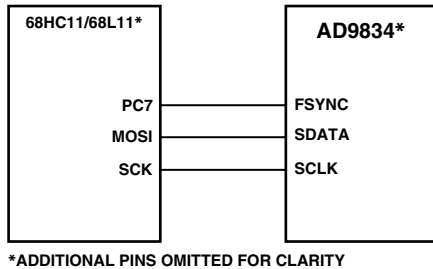 68HC11/68L11*
AD9834*
PC7
FSYNC
MOSI
SDATA
SCK
SCLK
*ADDITIONAL PINS OMITTED FOR CLARITY